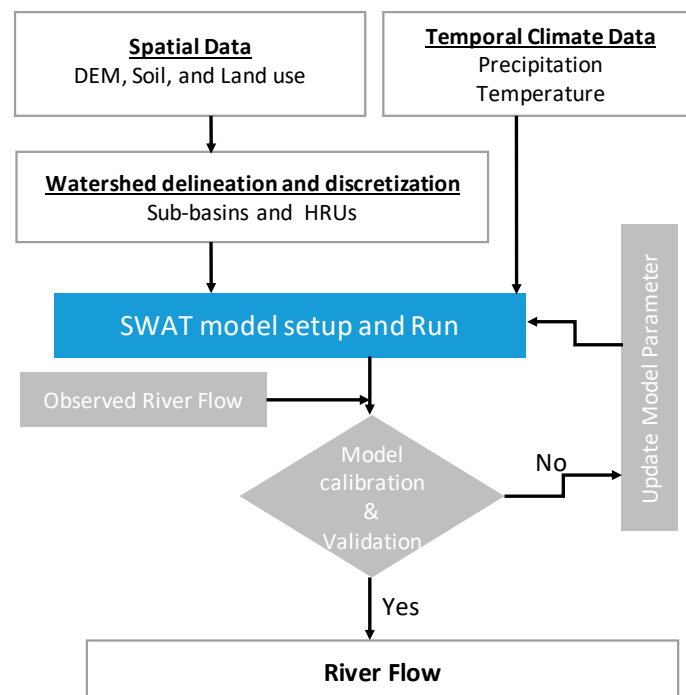 Spatial Data
DEM, Soil, and Land use
Temporal Climate Data
Precipitation
Temperature
Watershed delineation and discretization
Sub-basins and HRUs
SWAT model setup and Run
Update Model Parameter
Observed River Flow
Model
calibration
&
Validation
No
Yes
River Flow